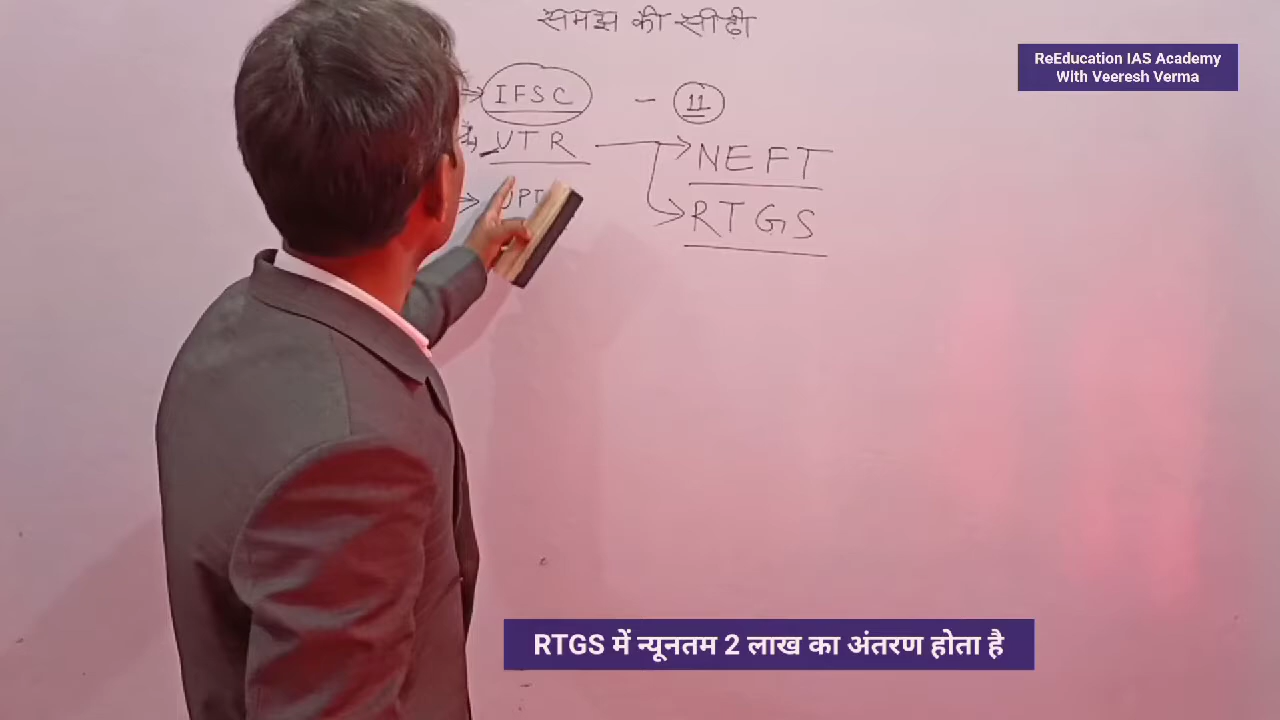 समझ की सीढ़ी
ReEducation IAS Academy
With Veeresh Verma
IFSC - 11
UTR NEFT
RTGS
RTGS में न्यूनतम 2 लाख का अंतरण होता है